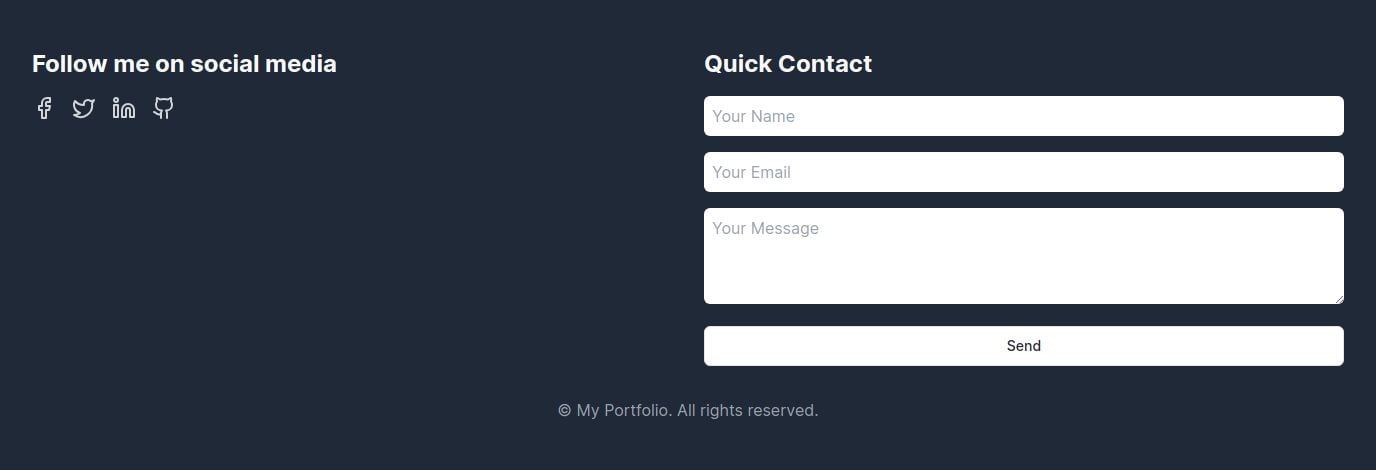 Follow me on social media
Quick Contact
Your Name
Your Email
Your Message
Send
© My Portfolio. All rights reserved.